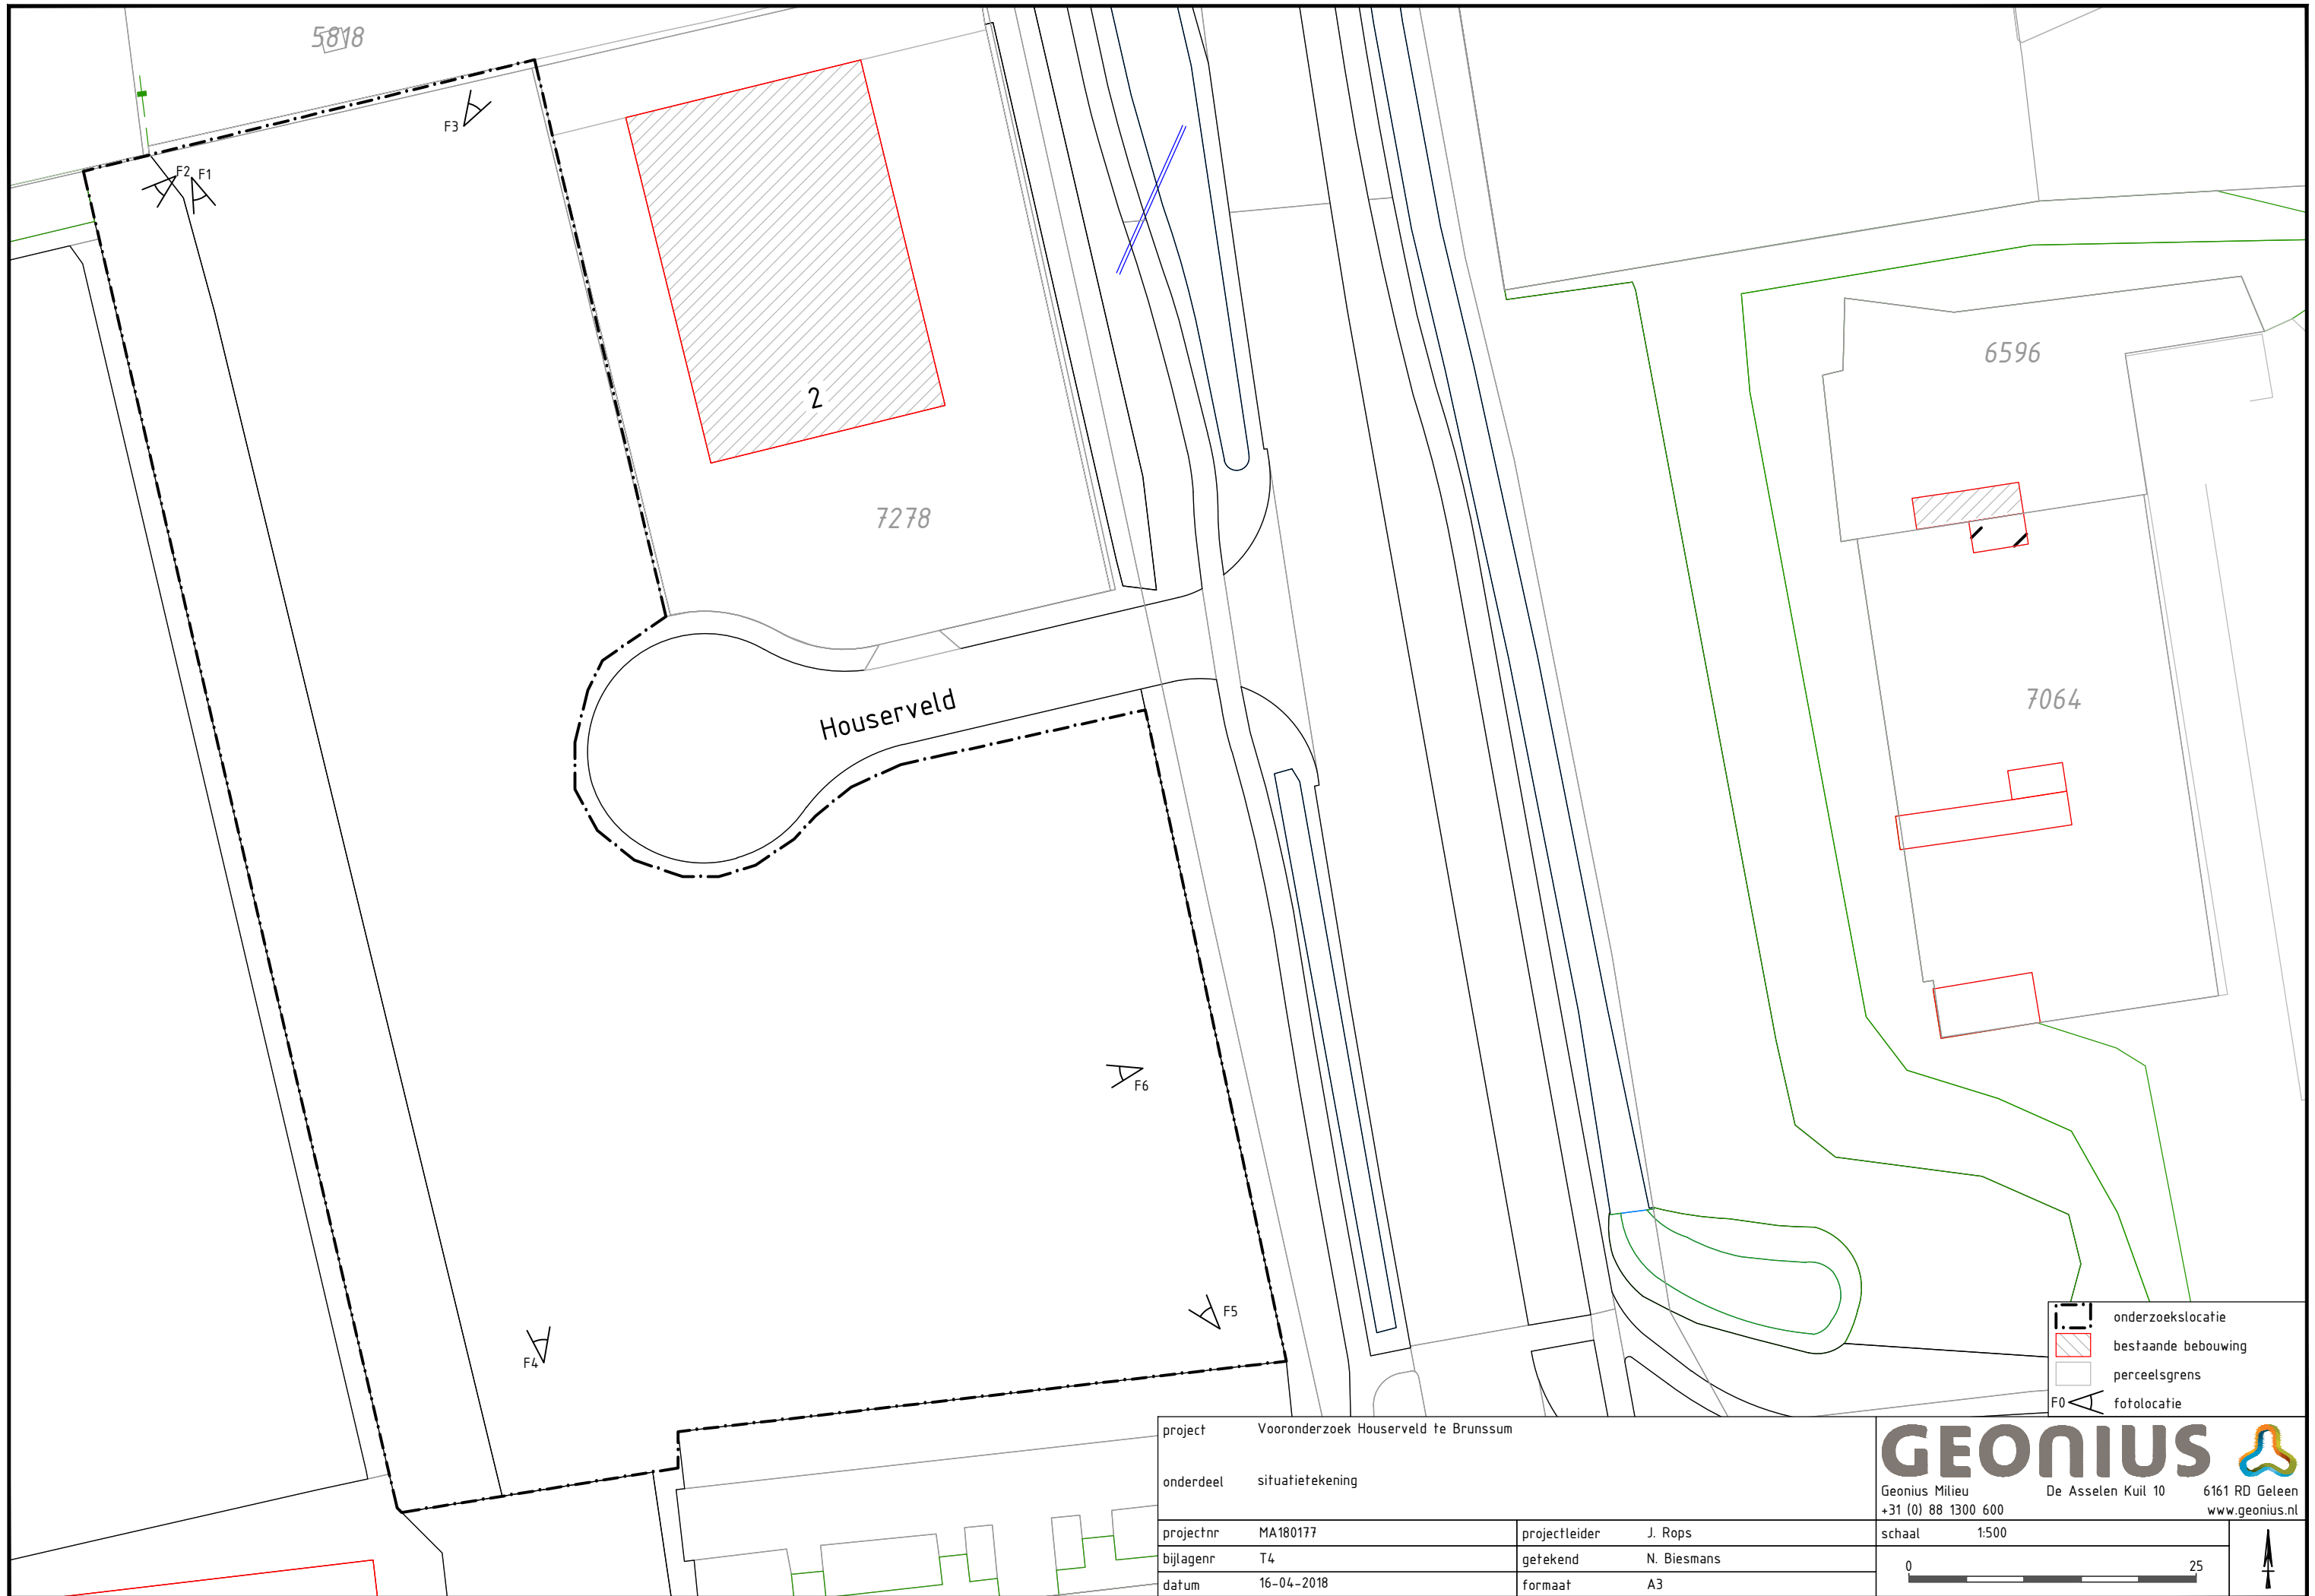 5818
F3
F2 F1
2
7278
6596
7064
Houserveld
F6
F5
F4
onderzoekslocatie
bestaande bebouwing
perceelsgrens
F0 fotolocatie
project Vooronderzoek Houserveld te Brunssum
onderdeel situatietekening
projectnr MA180177 projectleider J. Rops
bijlagenr T4 getekend N. Biesmans
datum 16-04-2018 formaat A3
GEONIUS
Geonius Milieu De Asselen Kuil 10 6161 RD Geleen
+31 (0) 88 1300 600 www.geonius.nl
schaal 1:500
0 25